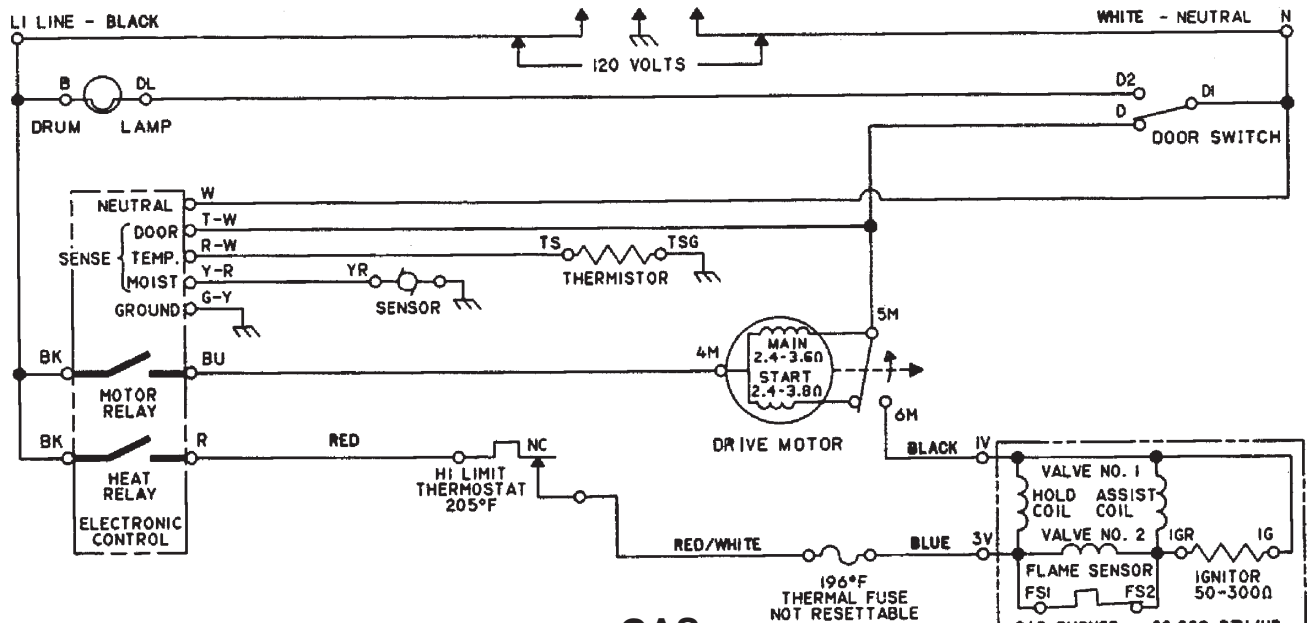 L1 LINE - BLACK
WHITE - NEUTRAL N
120 VOLTS
B DL
DRUM LAMP
D2
D1
D
DOOR SWITCH
NEUTRAL W
DOOR T-W
SENSE TEMP. R-W
MOIST Y-R
GROUND G-Y
TS TSG
THERMISTOR
YR
SENSOR
BK BU
MOTOR
RELAY
4M
5M
MAIN
2.4-3.6Ω
START
2.4-3.8Ω
6M
DRIVE MOTOR
BK R
HEAT
RELAY
ELECTRONIC
CONTROL
RED
NC
HI LIMIT
THERMOSTAT
205°F
BLACK 1V
VALVE NO. 1
HOLD ASSIST
COIL COIL
VALVE NO. 2
IGR IG
RED/WHITE
BLUE 3V
196°F
THERMAL FUSE
NOT RESETTABLE
FLAME SENSOR
FS1 FS2
IGNITOR
50-300Ω